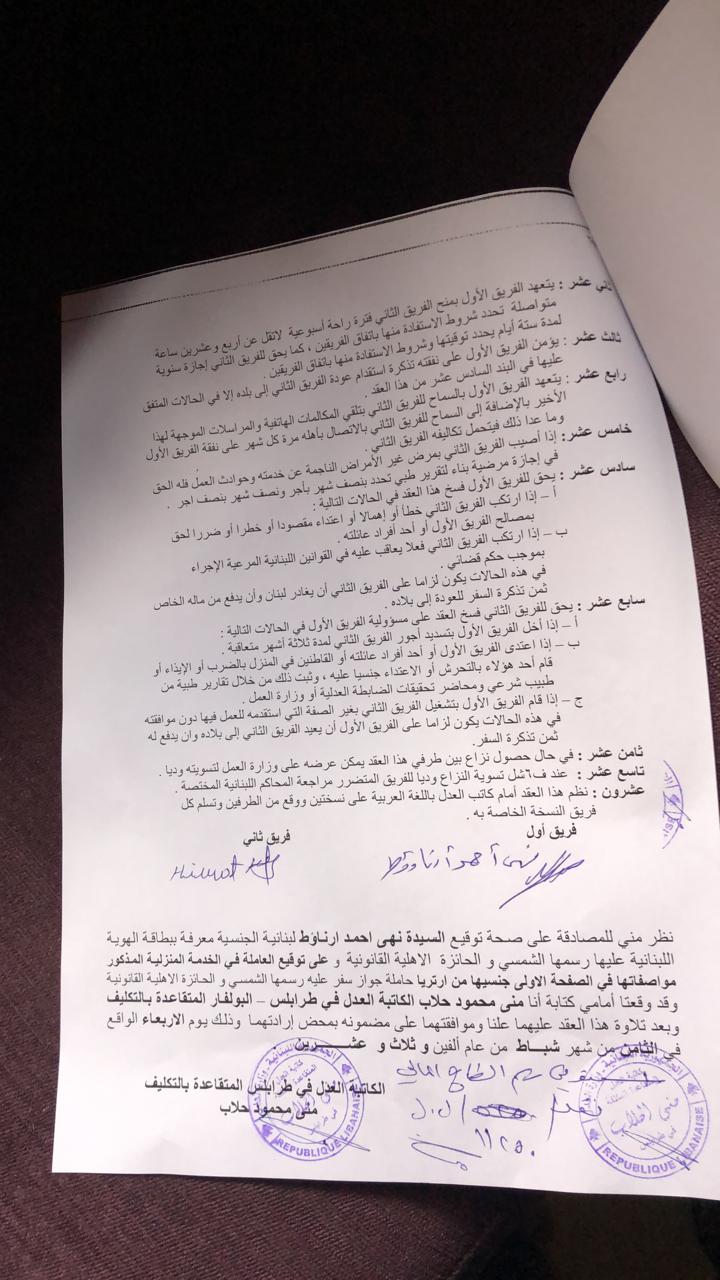 ثاني عشر : يتعهد الفريق الأول بمنح الفريق الثاني فترة راحة أسبوعية لاتقل عن أربع وعشرين ساعة
متواصلة تحدد شروط الاستفادة منها باتفاق الفريقين ، كما يحق للفريق الثاني إجازة سنوية
لمدة ستة أيام يحدد توقيتها وشروط الاستفادة منها باتفاق الفريقين .
ثالث عشر : يؤمن الفريق الأول على نفقته تذكرة استقدام عودة الفريق الثاني إلى بلده إلا في الحالات المتفق
عليها في البند السادس عشر من هذا العقد .
رابع عشر : يتعهد الفريق الأول بالسماح للفريق الثاني بتلقي المكالمات الهاتفية والمراسلات الموجهة لهذا
الأخير بالإضافة إلى السماح للفريق الثاني بالاتصال بأهله مرة كل شهر على نفقة الفريق الأول
وما عدا ذلك فيتحمل تكاليفه الفريق الثاني.
خامس عشر: إذا أصيب الفريق الثاني بمرض غير الأمراض الناجمة عن خدمته وحوادث العمل فله الحق
في إجازة مرضية بناء لتقرير طبي تحدد بنصف شهر بأجر ونصف شهر بنصف اجر .
سادس عشر : يحق للفريق الأول فسخ هذا العقد في الحالات التالية :
أ – إذا ارتكب الفريق الثاني خطأ أو إهمالا أو اعتداء مقصودا أو خطرا أو ضررا لحق
بمصالح الفريق الأول أو أحد أفراد عائلته .
ب – إذا ارتكب الفريق الثاني فعلا يعاقب عليه في القوانين اللبنانية المرعية الإجراء
بموجب حكم قضائي .
في هذه الحالات يكون لزاما على الفريق الثاني أن يغادر لبنان وأن يدفع من ماله الخاص
ثمن تذكرة السفر للعودة إلى بلاده .
سابع عشر : يحق للفريق الثاني فسخ العقد على مسؤولية الفريق الأول في الحالات التالية :
أ – إذا أخل الفريق الأول بتسديد أجور الفريق الثاني لمدة ثلاثة أشهر متعاقبة .
ب – إذا اعتدى الفريق الأول أو أحد أفراد عائلته أو القاطنين في المنزل بالضرب أو الإيذاء أو
قام أحد هؤلاء بالتحرش أو الاعتداء جنسيا عليه ، وثبت ذلك من خلال تقارير طبية من
طبيب شرعي ومحاضر تحقيقات الضابطة العدلية أو وزارة العمل .
ج – إذا قام الفريق الأول بتشغيل الفريق الثاني بغير الصفة التي استقدمه للعمل فيها دون موافقته
في هذه الحالات يكون لزاما على الفريق الأول أن يعيد الفريق الثاني إلى بلاده وان يدفع له
ثمن تذكرة السفر.
ثامن عشر : في حال حصول نزاع بين طرفي هذا العقد يمكن عرضه على وزارة العمل لتسويته وديا .
تاسع عشر : عند ف٦شل تسوية النزاع وديا للفريق المتضرر مراجعة المحاكم اللبنانية المختصة .
عشرون : نظم هذا العقد أمام كاتب العدل باللغة العربية على نسختين ووقع من الطرفين وتسلم كل
فريق النسخة الخاصة به .
فريق أول فريق ثاني
نهى أحمد أرناؤوط
نظر مني للمصادقة على صحة توقيع السيدة نهى احمد ارناؤط لبنانية الجنسية معرفة ببطاقة الهوية
اللبنانية عليها رسمها الشمسي و الحائزة الاهلية القانونية و على توقيع العاملة في الخدمة المنزلية المذكور
مواصفاتها في الصفحة الاولى جنسيها من ارتريا حاملة جواز سفر عليه رسمها الشمسي و الحائزة الاهلية القانونية
وقد وقعتا أمامي كتابة أنا منى محمود حلاب الكاتبة العدل في طرابلس – البولفار المتقاعدة بالتكليف
وبعد تلاوة هذا العقد عليهما علنا وموافقتهما على مضمونه بمحض إرادتهما وذلك يوم الاربعاء الواقع
في الثامن من شهر شباط من عام ألفين و ثلاث و عشرين .
الكاتبة العدل في طرابلس المتقاعدة بالتكليف
منى محمود حلاب
REPUBLIQUE LIBANAISE
REPUBLIQUE LIBANAISE